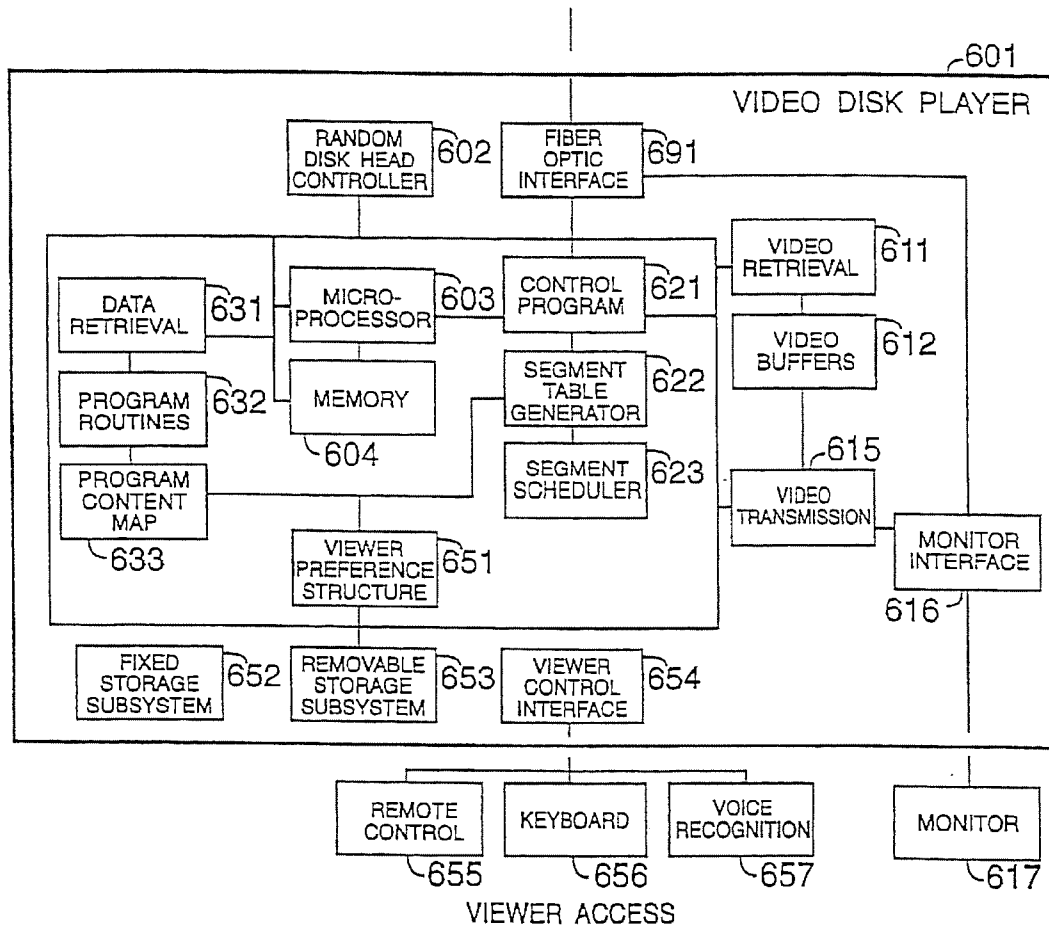 601
VIDEO DISK PLAYER
RANDOM
DISK HEAD
CONTROLLER
602
FIBER
OPTIC
INTERFACE
691
VIDEO
RETRIEVAL
611
DATA
RETRIEVAL
631
MICRO-
PROCESSOR
603
CONTROL
PROGRAM
621
VIDEO
BUFFERS
612
PROGRAM
ROUTINES
632
MEMORY
604
SEGMENT
TABLE
GENERATOR
622
PROGRAM
CONTENT
MAP
633
SEGMENT
SCHEDULER
623
615
VIDEO
TRANSMISSION
MONITOR
INTERFACE
616
VIEWER
PREFERENCE
STRUCTURE
651
FIXED
STORAGE
SUBSYSTEM
652
REMOVABLE
STORAGE
SUBSYSTEM
653
VIEWER
CONTROL
INTERFACE
654
REMOTE
CONTROL
655
KEYBOARD
656
VOICE
RECOGNITION
657
MONITOR
617
VIEWER ACCESS